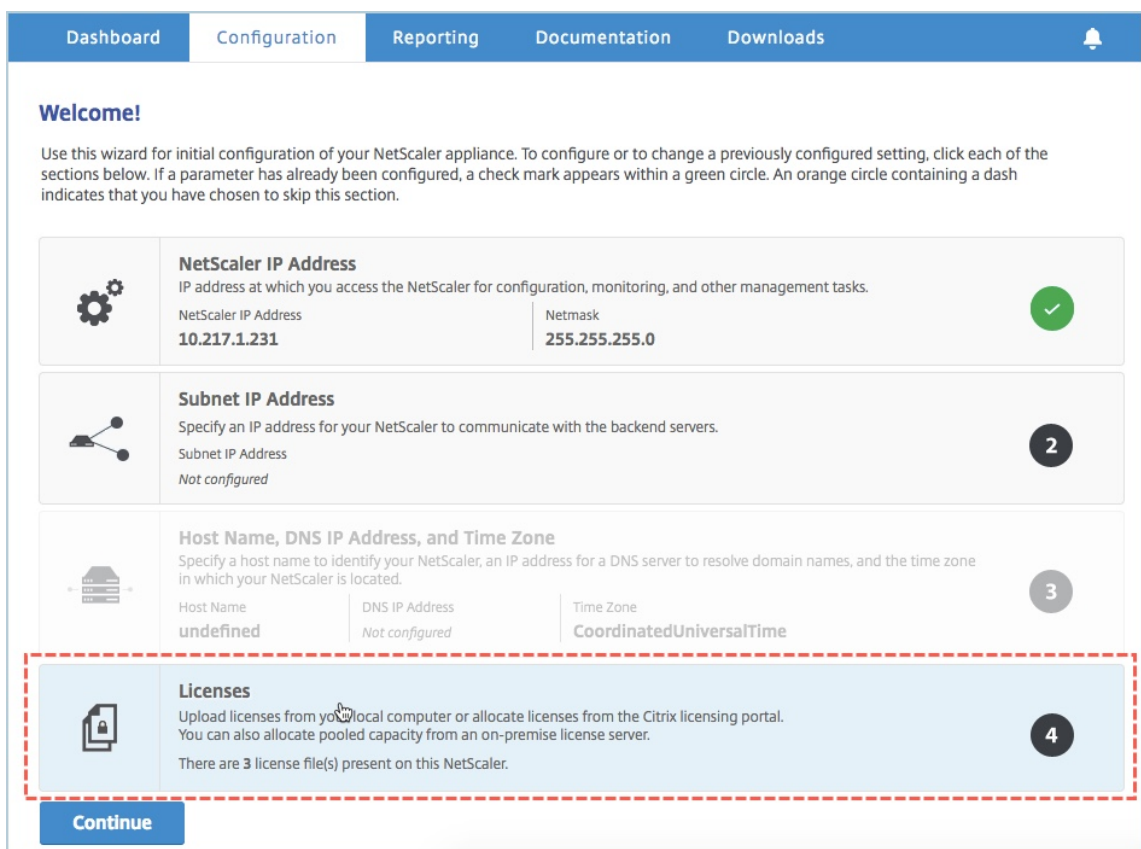 Dashboard Configuration Reporting Documentation Downloads
Welcome!
Use this wizard for initial configuration of your NetScaler appliance. To configure or to change a previously configured setting, click each of the
sections below. If a parameter has already been configured, a check mark appears within a green circle. An orange circle containing a dash
indicates that you have chosen to skip this section.
NetScaler IP Address
IP address at which you access the NetScaler for configuration, monitoring, and other management tasks.
NetScaler IP Address Netmask
10.217.1.231 255.255.255.0
Subnet IP Address
Specify an IP address for your NetScaler to communicate with the backend servers.
Subnet IP Address
Not configured
2
Host Name, DNS IP Address, and Time Zone
Specify a host name to identify your NetScaler, an IP address for a DNS server to resolve domain names, and the time zone
in which your NetScaler is located.
Host Name DNS IP Address Time Zone
undefined Not configured CoordinatedUniversalTime
3
Licenses
Upload licenses from your local computer or allocate licenses from the Citrix licensing portal.
You can also allocate pooled capacity from an on-premise license server.
There are 3 license file(s) present on this NetScaler.
4
Continue